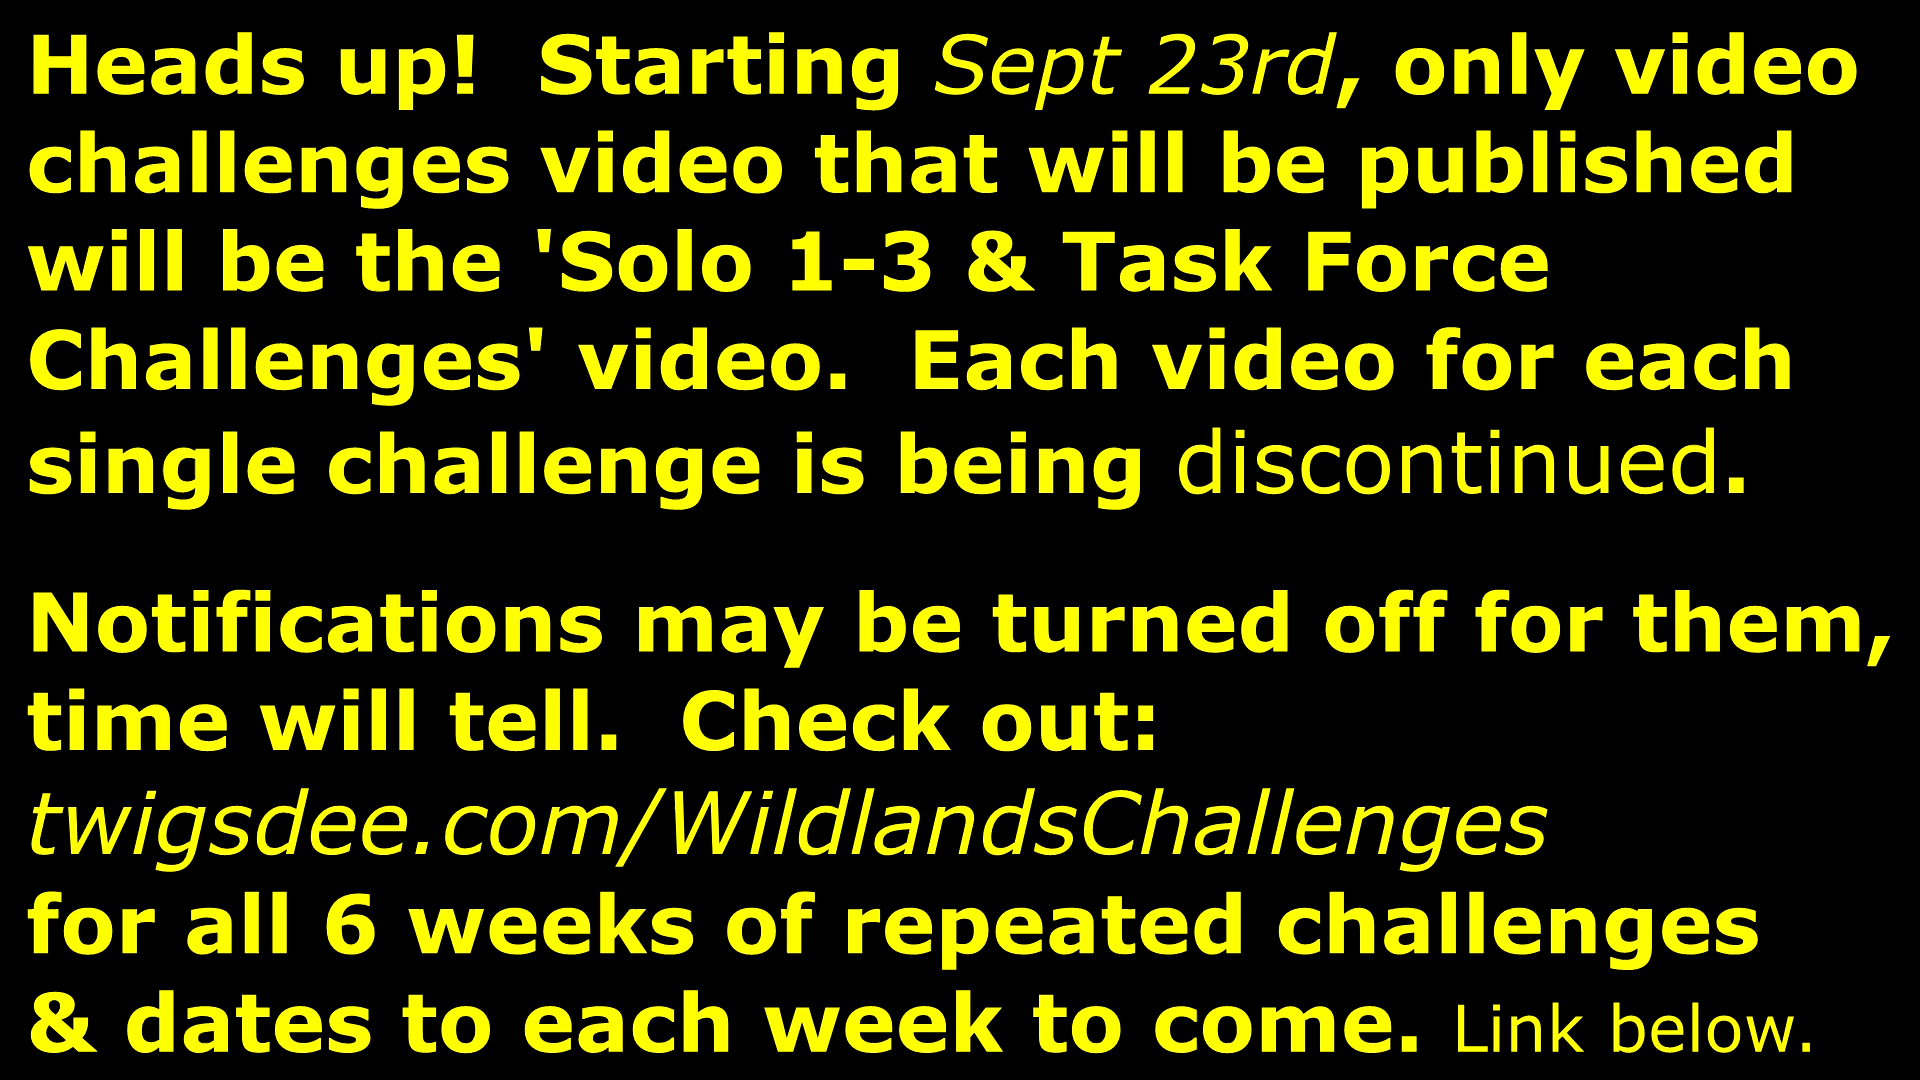 Heads up!  Starting Sept 23rd, only video
challenges video that will be published
will be the 'Solo 1-3 & Task Force
Challenges' video.  Each video for each
single challenge is being discontinued.
Notifications may be turned off for them,
time will tell.  Check out:
twigsdee.com/WildlandsChallenges
for all 6 weeks of repeated challenges
& dates to each week to come. Link below.